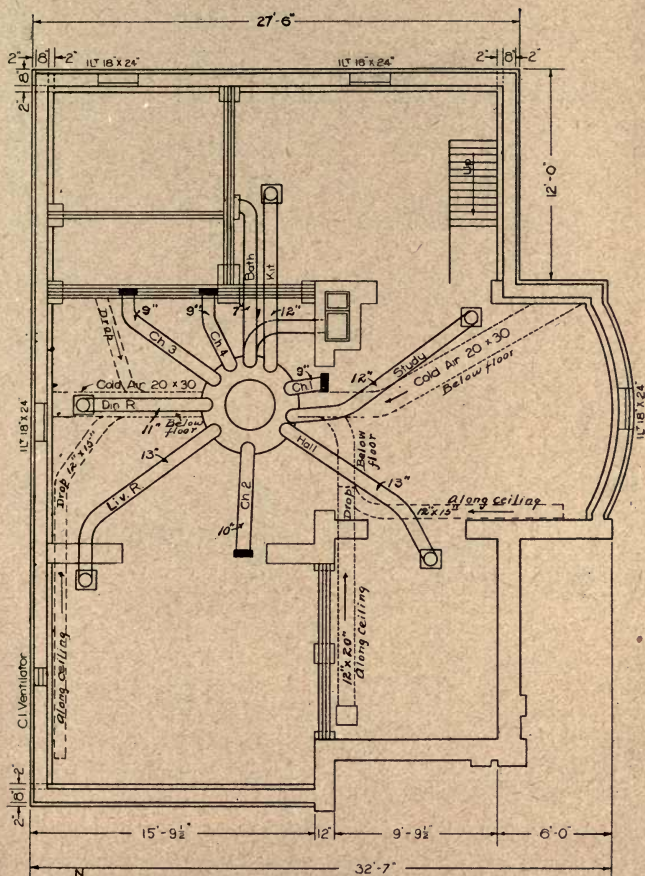 27'-6"
2" 8" 2"
1LT 18"X24"
1LT 18"X24"
2" 8" 2"
8"
2"
12'-0"
Up
Bath
Kit
7"
12"
9"
9"
Ch 3
Ch 4
Drop
9"
Ch 1
12"
Study
Cold Air 20 x 30
Below floor
Cold Air 20 x 30
Din R.
11"
Below floor
1LT 18"X24
1LT 18"X24"
13"
Liv. R.
Drop 12"x15"
Ch 2
10"
Hall
13"
Below floor
Drop
Along ceiling
12"x15"
12"x20"
Along ceiling
Along ceiling
C.I. Ventilator
2"
8"
2"
15'-9½"
12"
9'-9½"
6'-0"
32'-7"